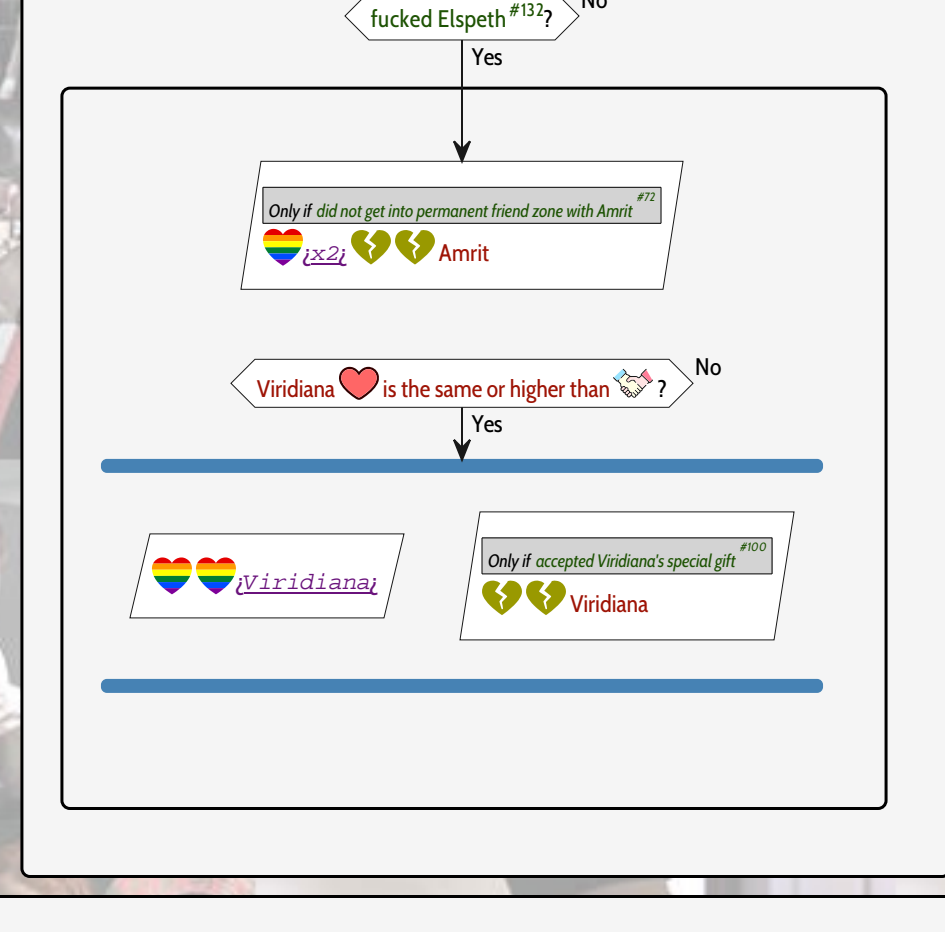 No
fucked Elspeth #132?
Yes
Only if did not get into permanent friend zone with Amrit #72
¿x2¿ Amrit
Viridiana is the same or higher than ?
No
Yes
¿Viridiana¿
Only if accepted Viridiana's special gift #100
Viridiana